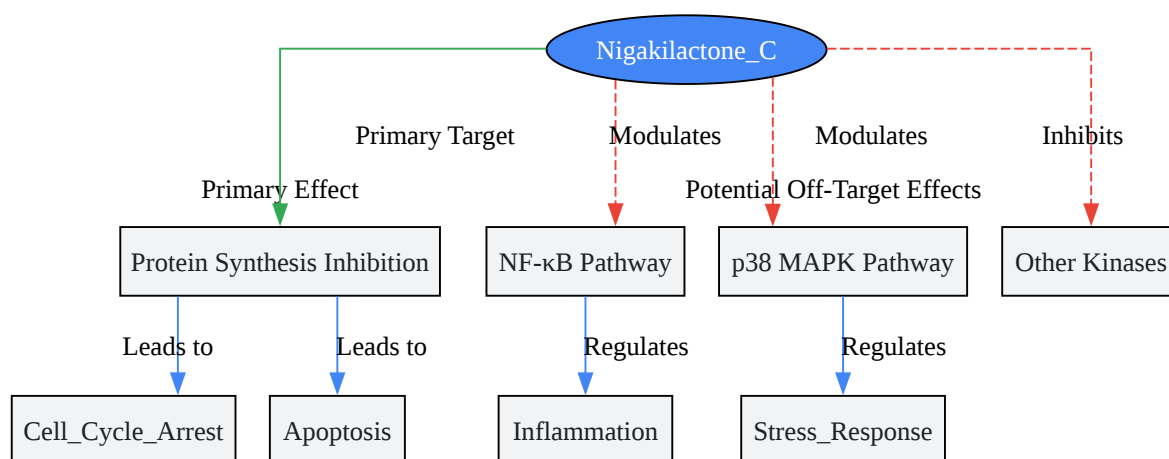 Nigakilactone_C
Primary Target
Modulates
Modulates
Inhibits
Primary Effect
Potential Off-Target Effects
Protein Synthesis Inhibition
NF-κB Pathway
p38 MAPK Pathway
Other Kinases
Leads to
Leads to
Regulates
Regulates
Cell_Cycle_Arrest
Apoptosis
Inflammation
Stress_Response